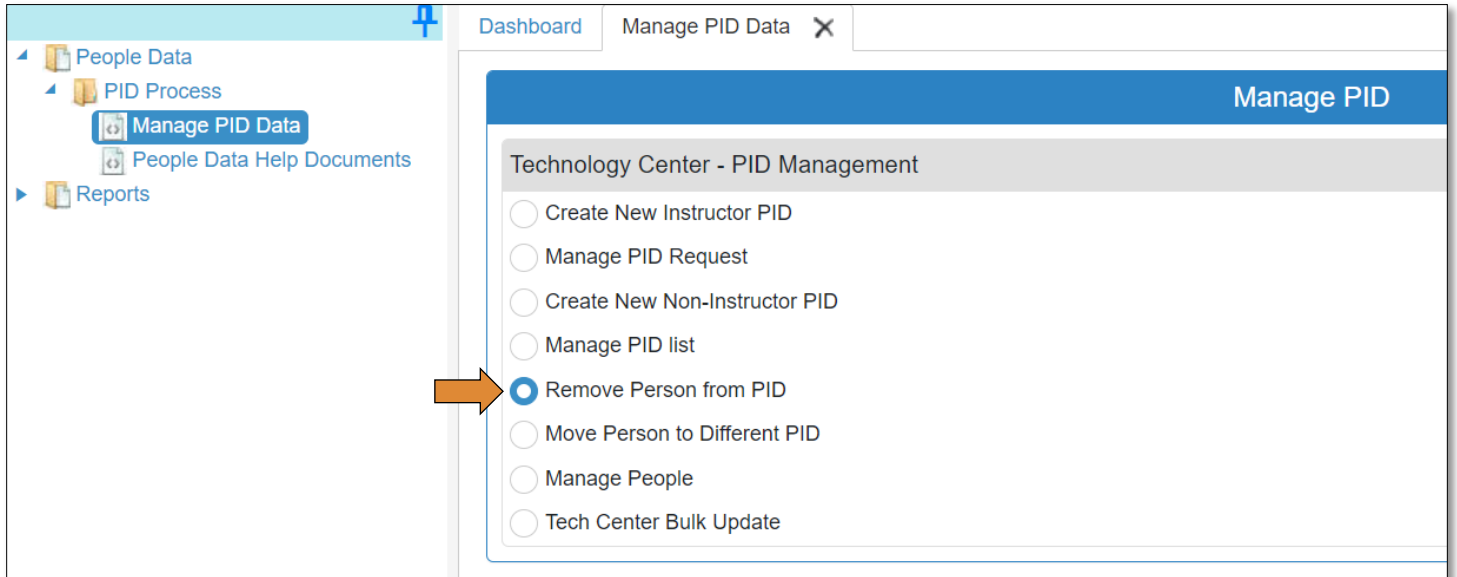 People Data
PID Process
Manage PID Data
People Data Help Documents
Reports
Dashboard
Manage PID Data
Manage PID
Technology Center - PID Management
Create New Instructor PID
Manage PID Request
Create New Non-Instructor PID
Manage PID list
Remove Person from PID
Move Person to Different PID
Manage People
Tech Center Bulk Update